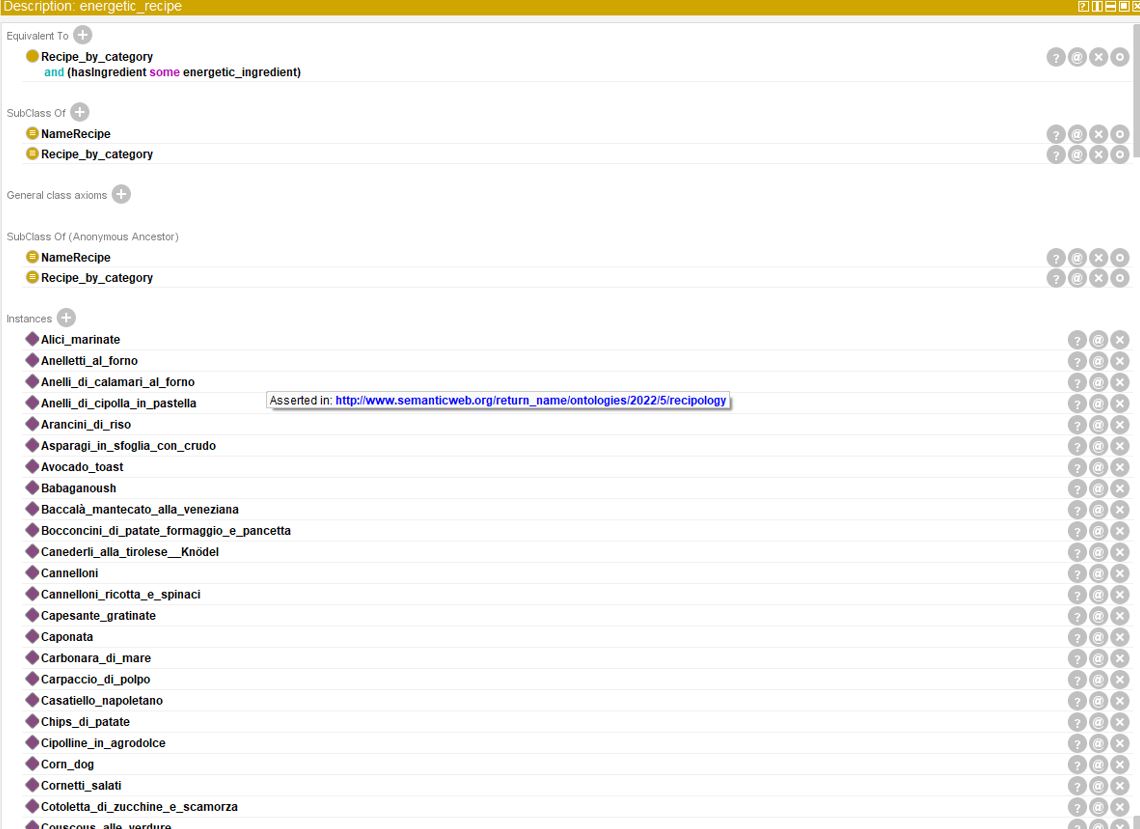 Description: energetic_recipe
Equivalent To
Recipe_by_category
and (hasIngredient some energetic_ingredient)
SubClass Of
NameRecipe
Recipe_by_category
General class axioms
SubClass Of (Anonymous Ancestor)
NameRecipe
Recipe_by_category
Instances
Alici_marinate
Anelletti_al_forno
Anelli_di_calamari_al_forno
Anelli_di_cipolla_in_pastella
Asserted in: http://www.semanticweb.org/return_name/ontologies/2022/5/recipology
Arancini_di_riso
Asparagi_in_sfoglia_con_crudo
Avocado_toast
Babaganoush
Baccalà_mantecato_alla_veneziana
Bocconcini_di_patate_formaggio_e_pancetta
Canederli_alla_tirolese__Knödel
Cannelloni
Cannelloni_ricotta_e_spinaci
Capesante_gratinate
Caponata
Carbonara_di_mare
Carpaccio_di_polpo
Casatiello_napoletano
Chips_di_patate
Cipolline_in_agrodolce
Corn_dog
Cornetti_salati
Cotoletta_di_zucchine_e_scamorza
Couscous_alle_verdure